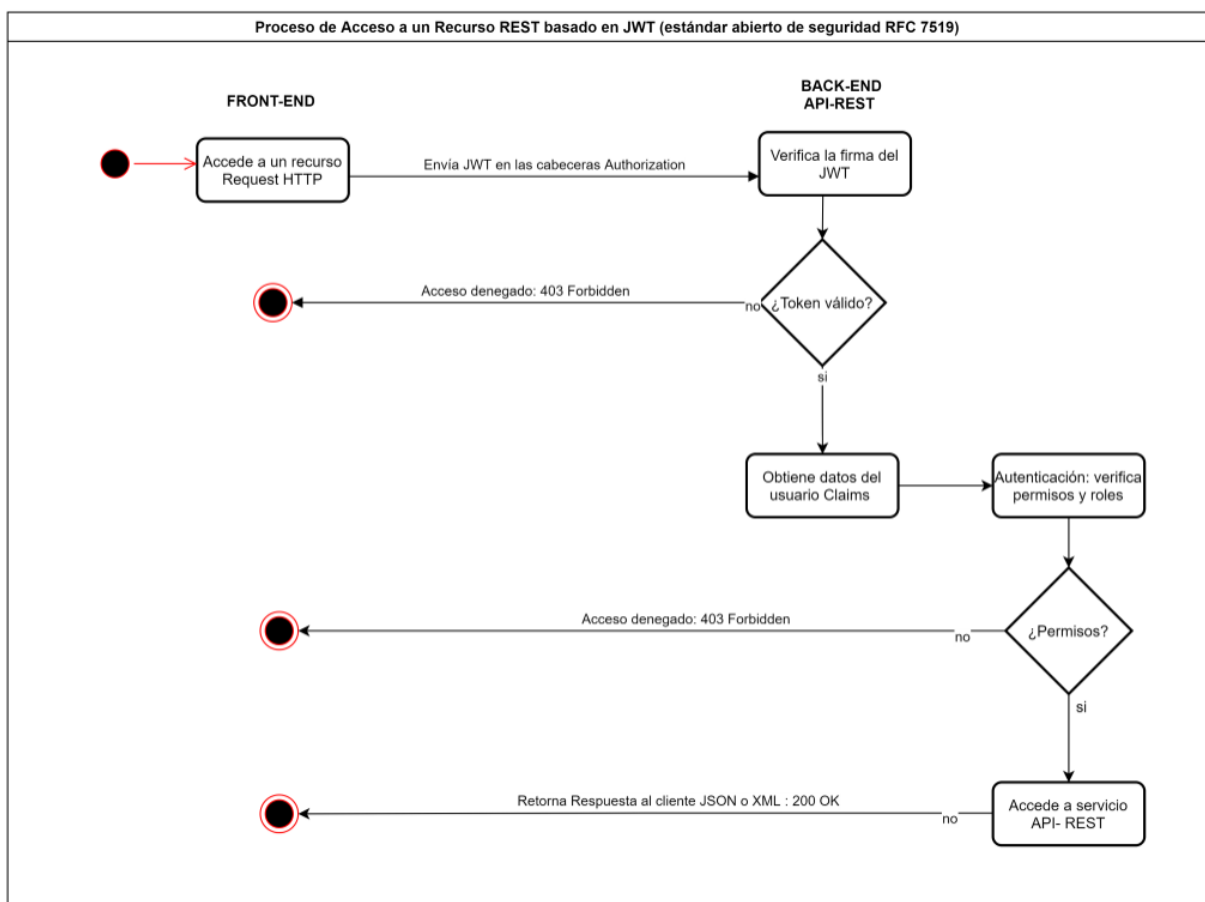 Proceso de Acceso a un Recurso REST basado en JWT (estándar abierto de seguridad RFC 7519)
FRONT-END
BACK-END
API-REST
Accede a un recurso
Request HTTP
Envía JWT en las cabeceras Authorization
Verifica la firma del
JWT
Acceso denegado: 403 Forbidden
no
¿Token válido?
si
Obtiene datos del
usuario Claims
Autenticación: verifica
permisos y roles
Acceso denegado: 403 Forbidden
no
¿Permisos?
si
Retorna Respuesta al cliente JSON o XML : 200 OK
no
Accede a servicio
API- REST